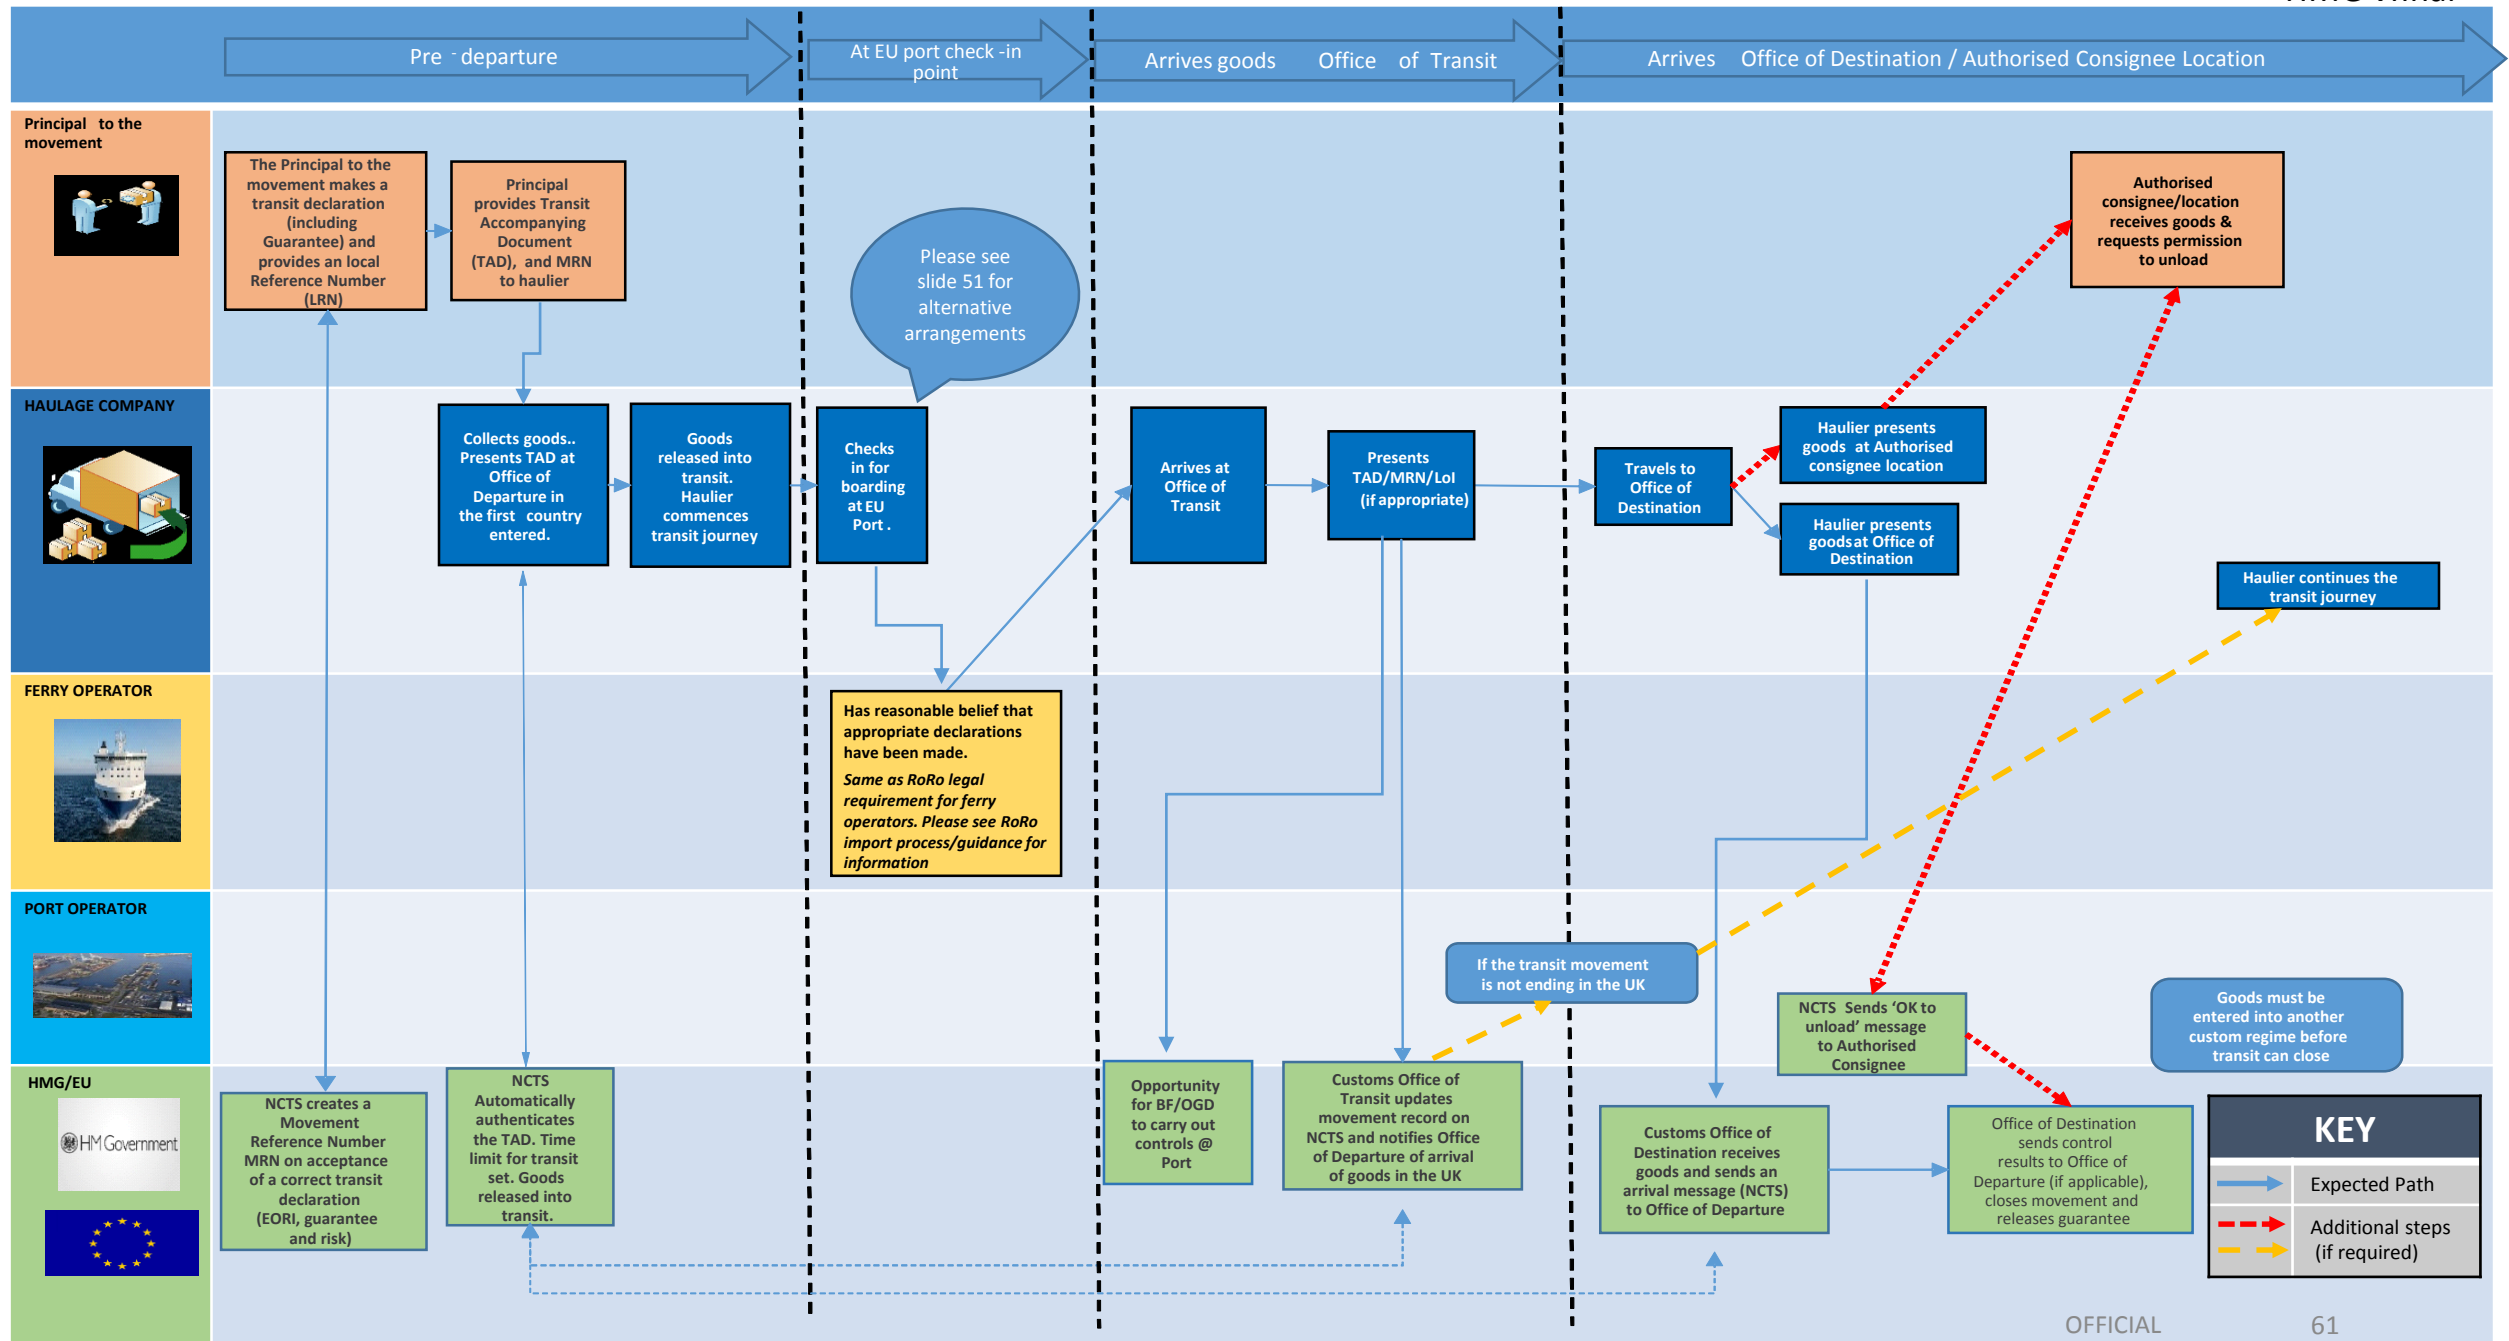 Pre - departure
At EU port check -in
point
Arrives goods Office of Transit
Arrives Office of Destination / Authorised Consignee Location
Principal to the
movement
The Principal to the
movement makes a
transit declaration
(including
Guarantee) and
provides an local
Reference Number
(LRN)
Principal
provides Transit
Accompanying
Document
(TAD), and MRN
to haulier
Please see
slide 51 for
alternative
arrangements
Authorised
consignee/location
receives goods &
requests permission
to unload
HAULAGE COMPANY
Collects goods..
Presents TAD at
Office of
Departure in
the first country
entered.
Goods
released into
transit.
Haulier
commences
transit journey
Checks
in for
boarding
at EU
Port .
Arrives at
Office of
Transit
Presents
TAD/MRN/LoI
(if appropriate)
Travels to
Office of
Destination
Haulier presents
goods at Authorised
consignee location
Haulier presents
goods at Office of
Destination
Haulier continues the
transit journey
FERRY OPERATOR
Has reasonable belief that
appropriate declarations
have been made.
Same as RoRo legal
requirement for ferry
operators. Please see RoRo
import process/guidance for
information
PORT OPERATOR
If the transit movement
is not ending in the UK
NCTS Sends ‘OK to
unload’ message
to Authorised
Consignee
Goods must be
entered into another
custom regime before
transit can close
HMG/EU
HM Government
NCTS creates a
Movement
Reference Number
MRN on acceptance
of a correct transit
declaration
(EORI, guarantee
and risk)
NCTS
Automatically
authenticates
the TAD. Time
limit for transit
set. Goods
released into
transit.
Opportunity
for BF/OGD
to carry out
controls @
Port
Customs Office of
Transit updates
movement record on
NCTS and notifies Office
of Departure of arrival
of goods in the UK
Customs Office of
Destination receives
goods and sends an
arrival message (NCTS)
to Office of Departure
Office of Destination
sends control
results to Office of
Departure (if applicable),
closes movement and
releases guarantee
KEY
Expected Path
Additional steps
(if required)
OFFICIAL 61